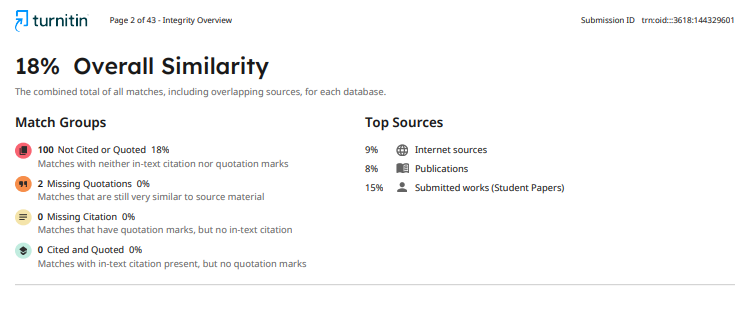 turnitin
Page 2 of 43 - Integrity Overview
Submission ID trn:oid:::3618:144329601
18% Overall Similarity
The combined total of all matches, including overlapping sources, for each database.
Match Groups
100 Not Cited or Quoted 18%
Matches with neither in-text citation nor quotation marks
2 Missing Quotations 0%
Matches that are still very similar to source material
0 Missing Citation 0%
Matches that have quotation marks, but no in-text citation
0 Cited and Quoted 0%
Matches with in-text citation present, but no quotation marks
Top Sources
9% Internet sources
8% Publications
15% Submitted works (Student Papers)